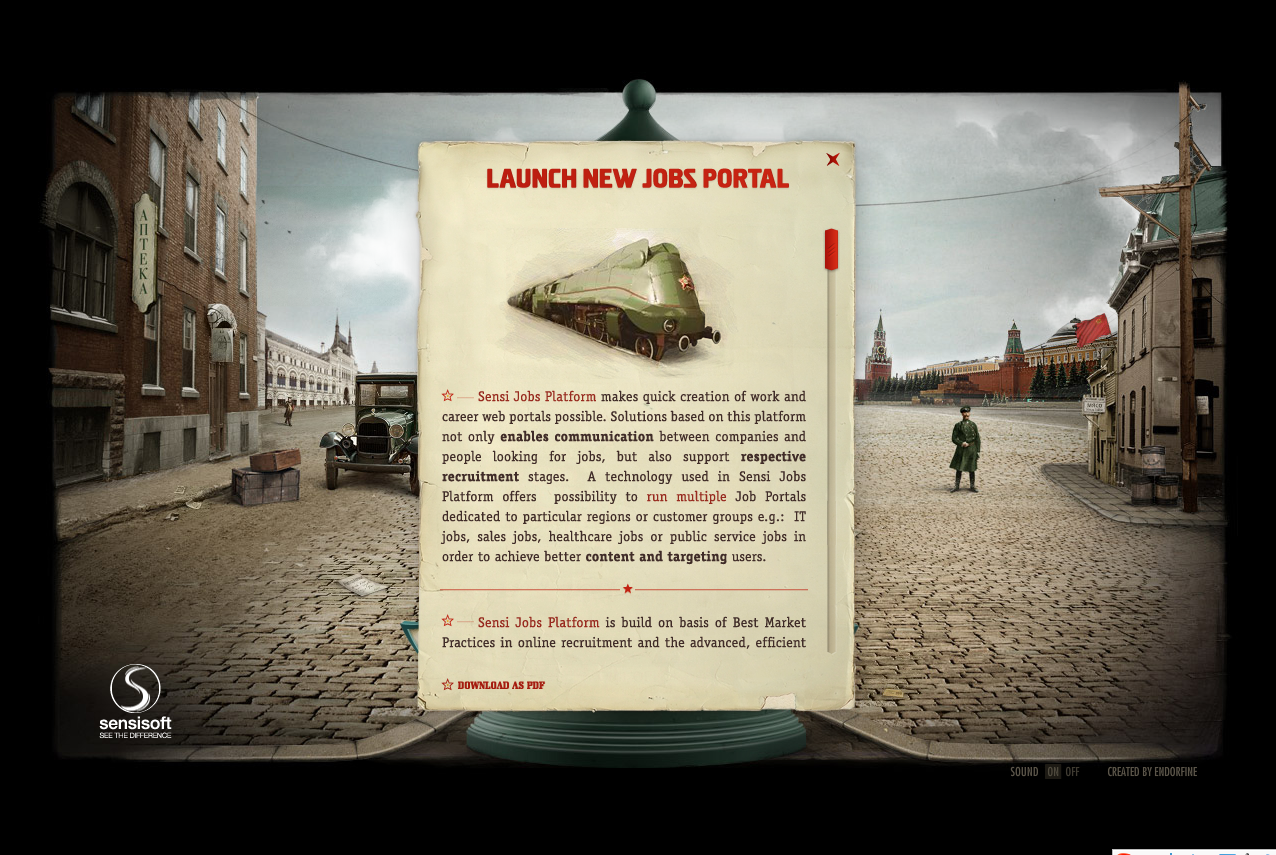 LAUNCH NEW JOBS PORTAL
АПТЕКА
Sensi Jobs Platform makes quick creation of work and
career web portals possible. Solutions based on this platform
not only enables communication between companies and
people looking for jobs, but also support respective
recruitment stages. A technology used in Sensi Jobs
Platform offers possibility to run multiple Job Portals
dedicated to particular regions or customer groups e.g.: IT
jobs, sales jobs, healthcare jobs or public service jobs in
order to achieve better content and targeting users.
Sensi Jobs Platform is build on basis of Best Market
Practices in online recruitment and the advanced, efficient
DOWNLOAD AS PDF
sensisoft
SEE THE DIFFERENCE
SOUND ON OFF
CREATED BY ENDORFINE